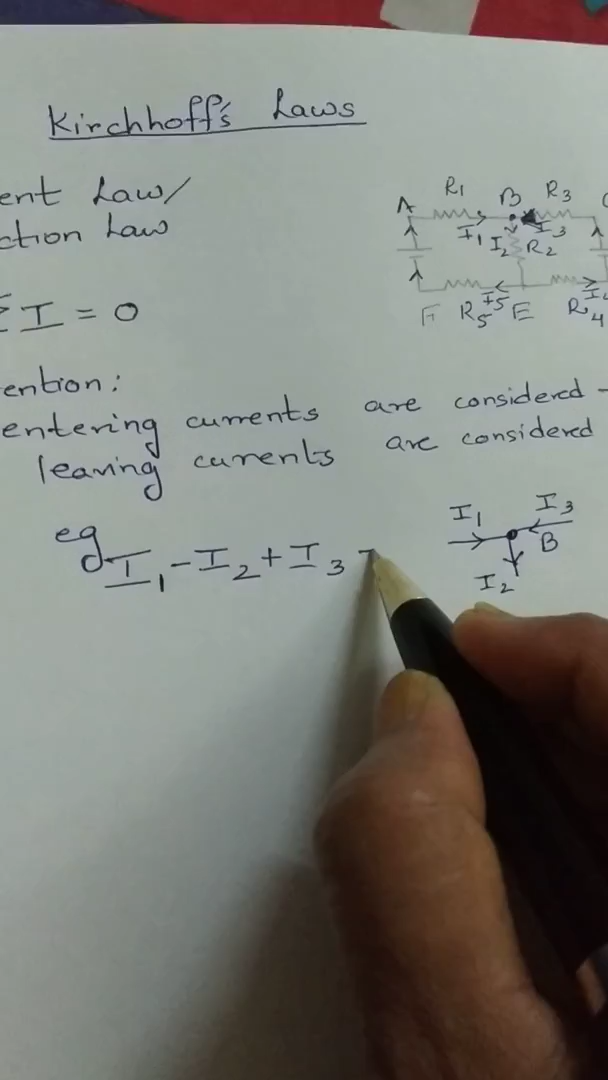 Kirchhoff's Laws
ent Law/
ction Law
Σ I = 0
ention:
entering currents are considered -
leaving currents are considered
eg I₁ - I₂ + I₃
A R₁ B R₃
I₁ I₂ R₂ I₃
F R₅ I₅ E R₄ I₄
I₁ I₃
B
I₂